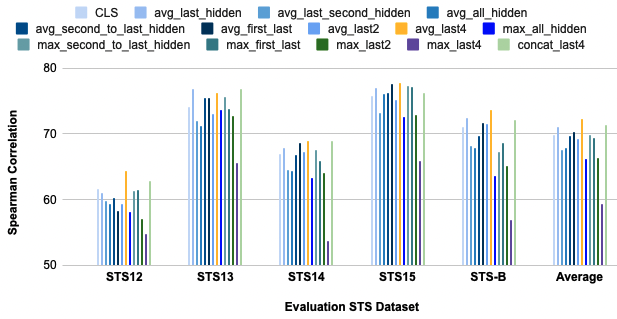 CLS avg_last_hidden avg_last_second_hidden avg_all_hidden
avg_second_to_last_hidden avg_first_last avg_last2 avg_last4 max_all_hidden
max_second_to_last_hidden max_first_last max_last2 max_last4 concat_last4
80
70
60
50
Spearman Correlation
STS12 STS13 STS14 STS15 STS-B Average
Evaluation STS Dataset